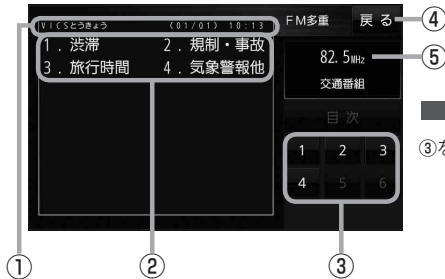 VICSとうきょう (01/01) 10:13 FM多重 戻る ④
① 1．渋滞 2．規制・事故 82.5MHz ⑤
3．旅行時間 4．気象警報他 交通番組
目次
1 2 3 ③を
4 5 6
① ② ③